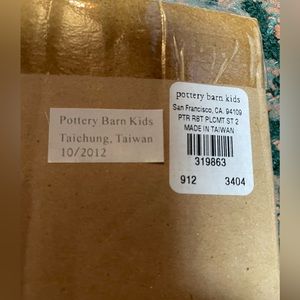 Pottery Barn Kids
Taichung, Taiwan
10/2012
pottery barn kids
San Francisco, CA. 94109
PTR RBT PLCMT ST 2
MADE IN TAIWAN
319863
912 3404